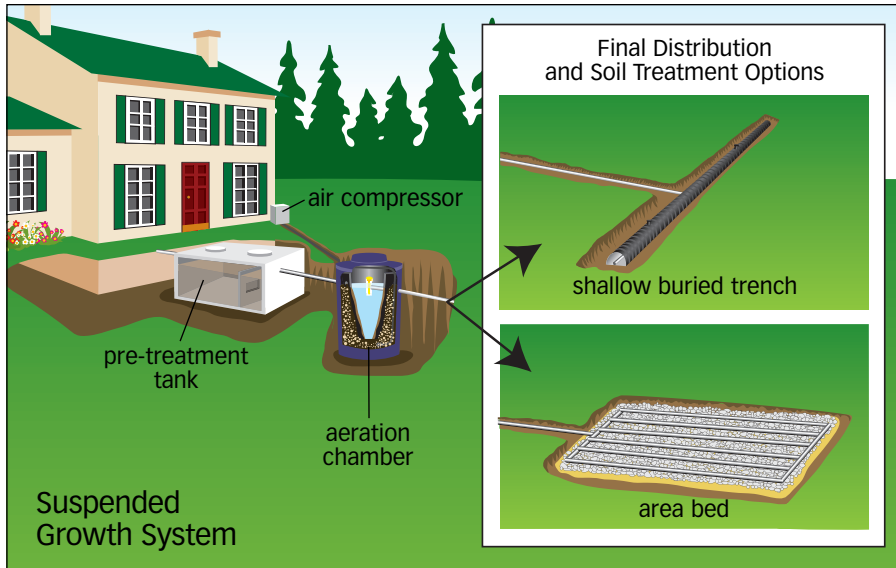 Final Distribution
and Soil Treatment Options
air compressor
shallow buried trench
pre-treatment
tank
aeration
chamber
area bed
Suspended
Growth System